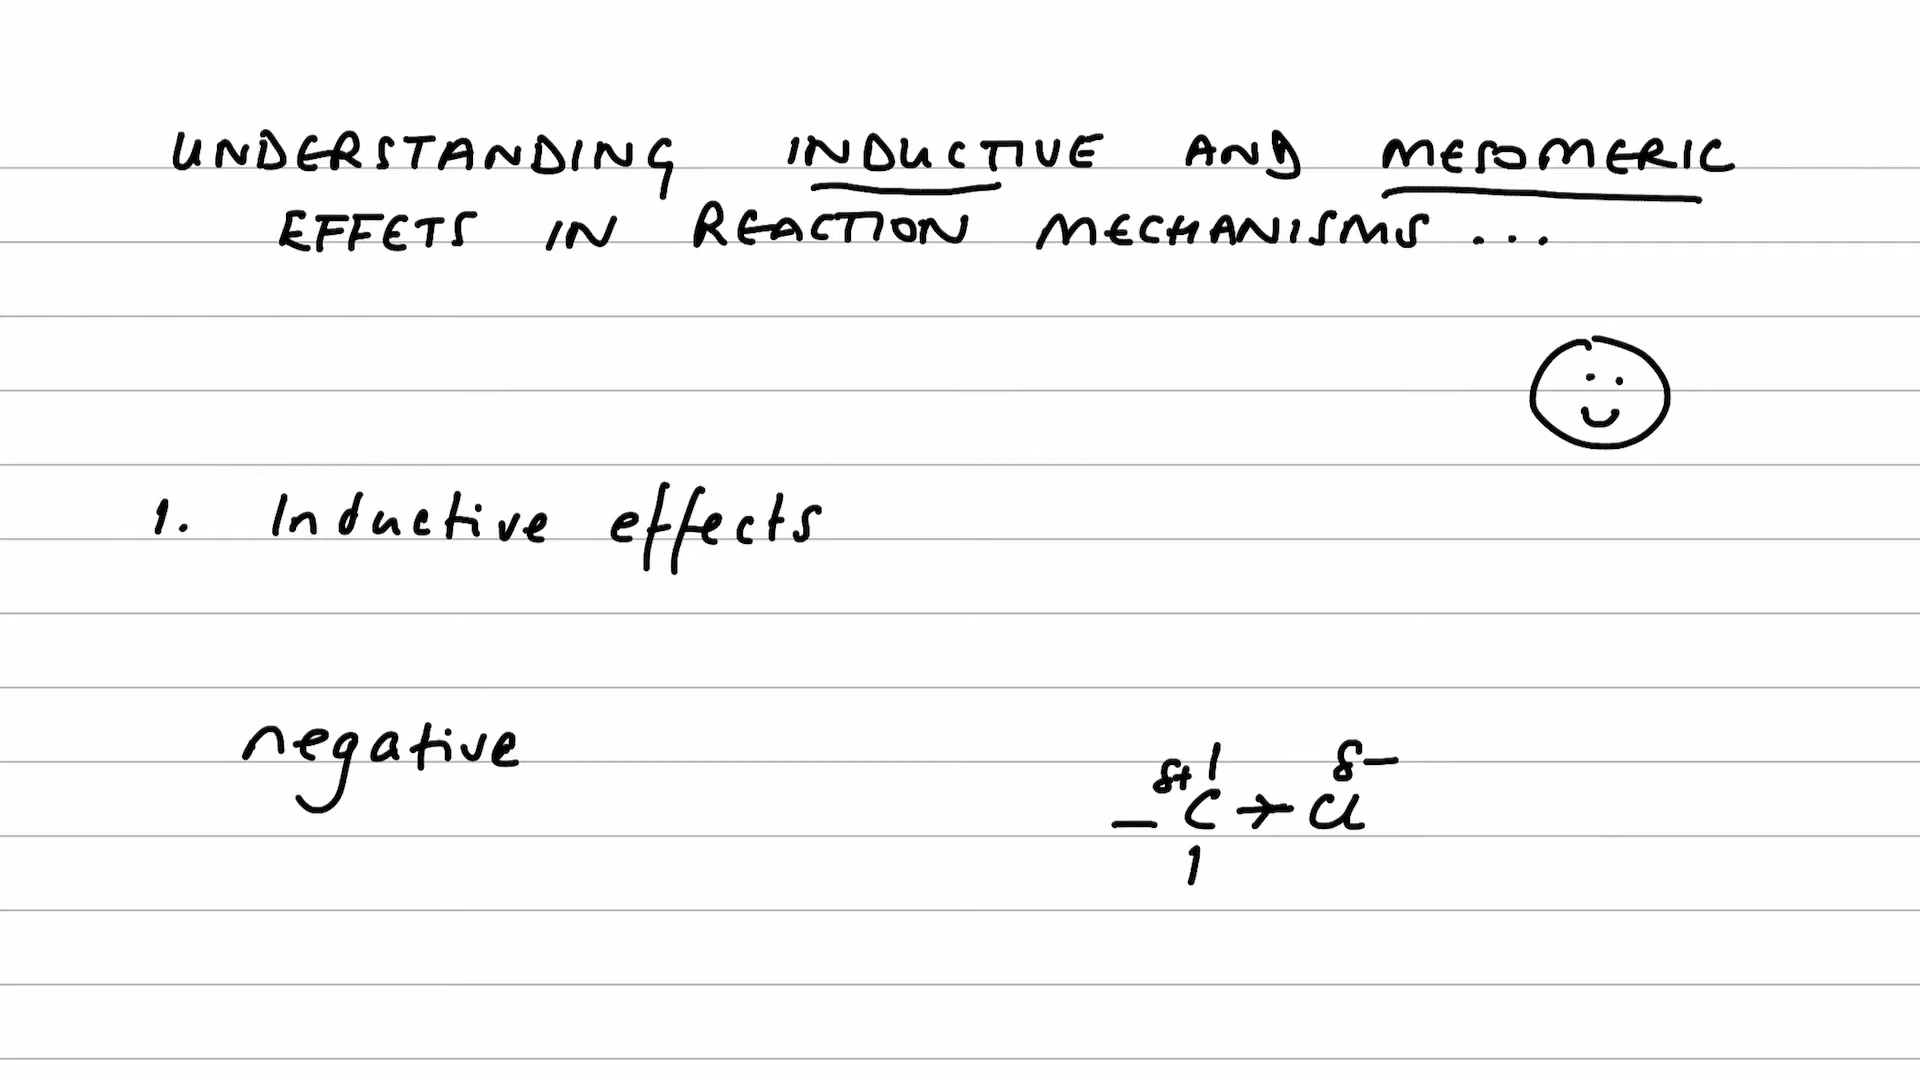 UNDERSTANDING INDUCTIVE AND MESOMERIC
EFFETS IN REACTION MECHANISMS ...
1. Inductive effects
negative
δ+ δ-
C → Cl